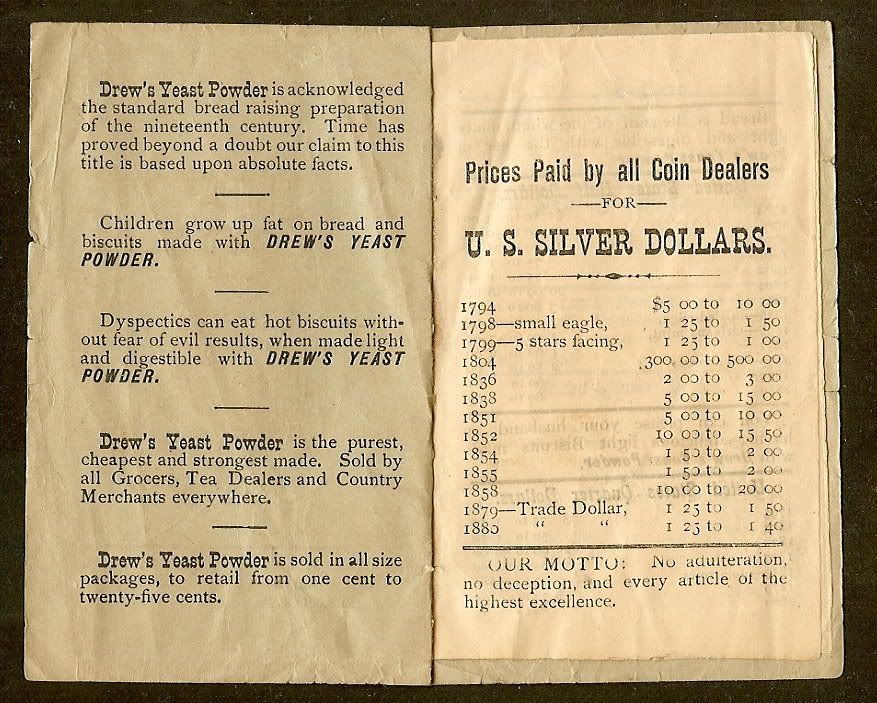 Drew's Yeast Powder is acknowledged
the standard bread raising preparation
of the nineteenth century. Time has
proved beyond a doubt our claim to this
title is based upon absolute facts.
Children grow up fat on bread and
biscuits made with DREW'S YEAST
POWDER.
Dyspectics can eat hot biscuits with-
out fear of evil results, when made light
and digestible with DREW'S YEAST
POWDER.
Drew's Yeast Powder is the purest,
cheapest and strongest made. Sold by
all Grocers, Tea Dealers and Country
Merchants everywhere.
Drew's Yeast Powder is sold in all size
packages, to retail from one cent to
twenty-five cents.
Prices Paid by all Coin Dealers
—FOR—
U. S. SILVER DOLLARS.
1794 $5 00 to 10 00
1798—small eagle, 1 25 to 1 50
1799—5 stars facing, 1 25 to 1 00
1804 300 00 to 500 00
1836 2 00 to 3 00
1838 5 00 to 15 00
1851 5 00 to 10 00
1852 10 00 to 15 50
1854 1 50 to 2 00
1855 1 50 to 2 00
1858 10 00 to 20 00
1879—Trade Dollar, 1 25 to 1 50
1880 " " 1 25 to 1 40
OUR MOTTO: No adulteration,
no deception, and every article of the
highest excellence.